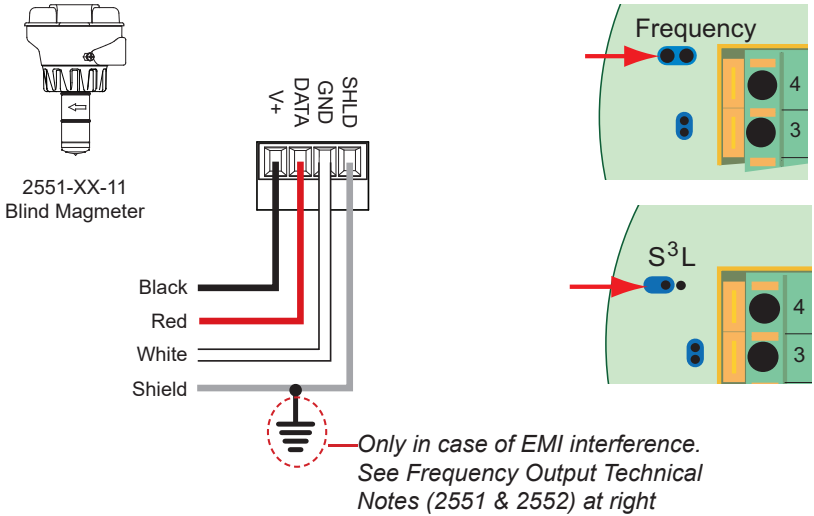 2551-XX-11
Blind Magmeter
V+
DATA
GND
SHLD
Black
Red
White
Shield
Only in case of EMI interference.
See Frequency Output Technical
Notes (2551 & 2552) at right
Frequency
4
3
S³L
4
3